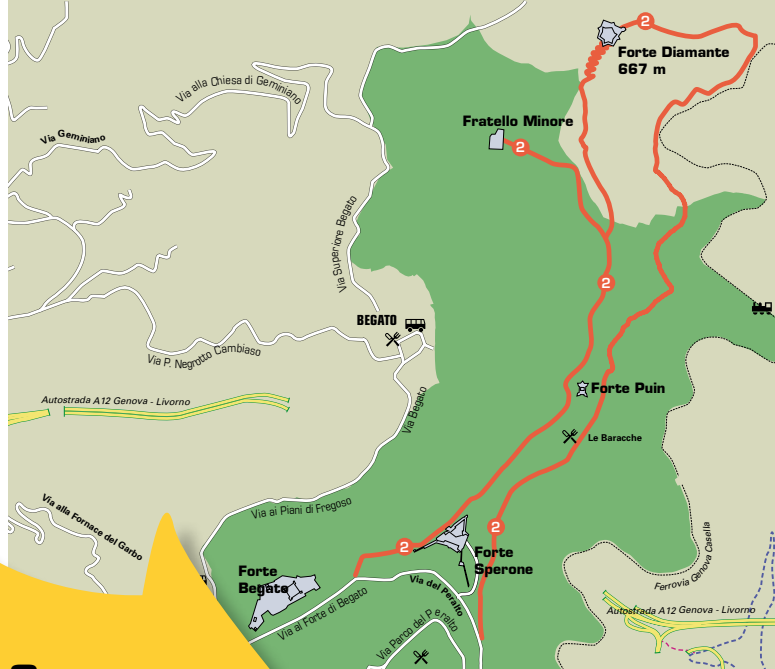 2
Forte Diamante
667 m
Via alla Chiesa di Geminiano
Fratello Minore
2
Via Geminiano
Via Superiore Begato
2
BEGATO
Via P. Negrotto Cambiaso
Forte Puin
Autostrada A12 Genova - Livorno
Via Begato
Le Baracche
Via alla Fornace del Garbo
Via ai Piani di Fregoso
2
2
Forte
Sperone
Forte
Begato
Via del Peralto
Ferrovia Genova Casella
Via al Forte di Begato
Via Parco del Peralto
Autostrada A12 Genova - Livorno